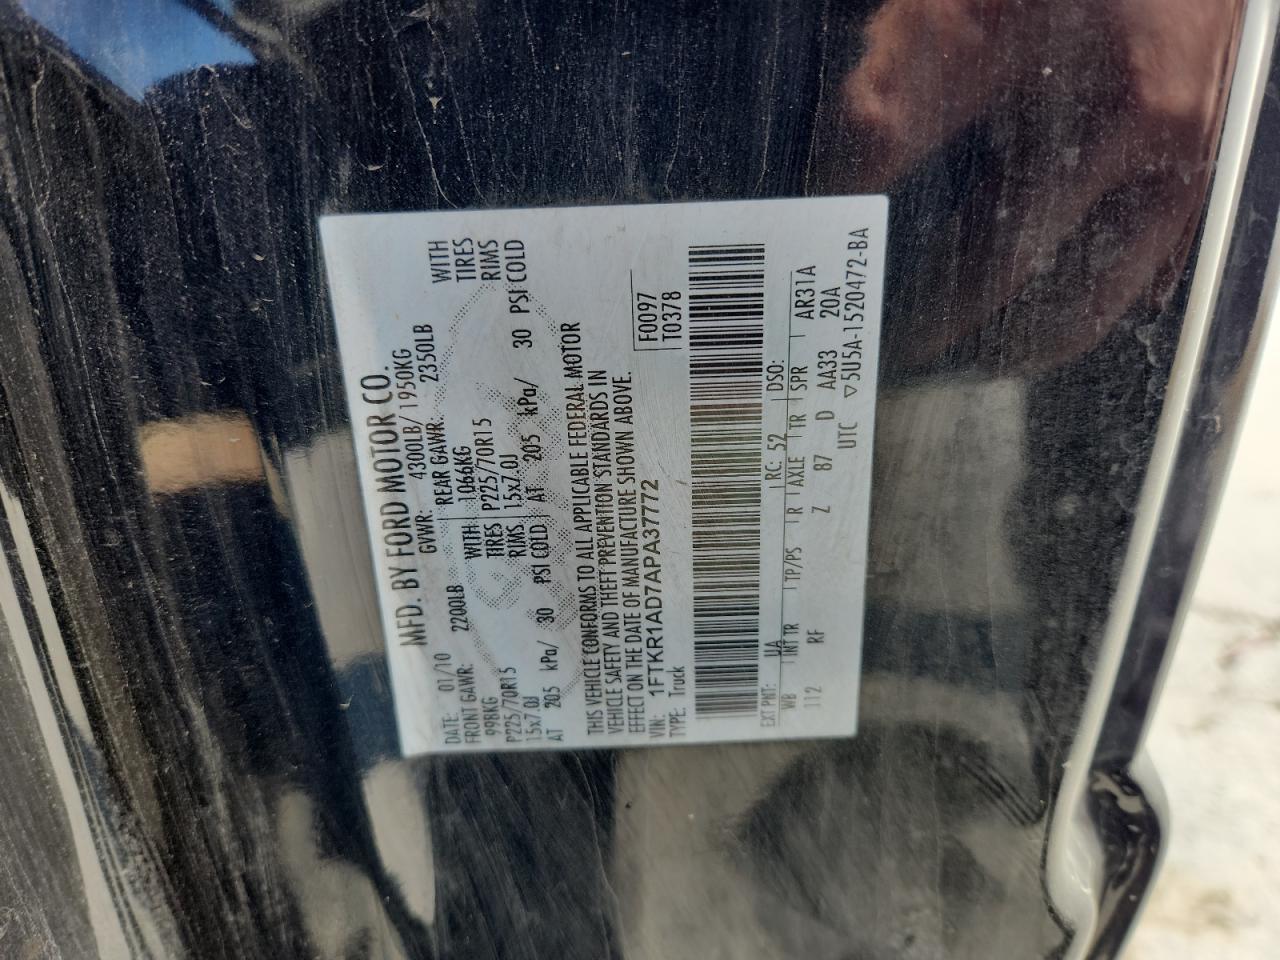 MFD. BY FORD MOTOR CO.
DATE: 01/10 GVWR: 4300LB/1950KG
FRONT GAWR: 2200LB REAR GAWR: 2350LB
998KG WITH 1066KG WITH
P225/70R15 TIRES P225/70R15 TIRES
15x7.0J RIMS 15x7.0J RIMS
AT 205 kPa/ 30 PSI COLD AT 205 kPa/ 30 PSI COLD
THIS VEHICLE CONFORMS TO ALL APPLICABLE FEDERAL MOTOR
VEHICLE SAFETY AND THEFT PREVENTION STANDARDS IN
EFFECT ON THE DATE OF MANUFACTURE SHOWN ABOVE.
VIN: 1FTKR1AD7APA37772 F0097
TYPE: Truck T0378
EXT PNT: UA RC: 52 DSO:
WB INT TR TP/PS R AXLE TR SPR AR31A
112 RF Z 87 D AA33 20A
UTC ▽5U5A-1520472-BA